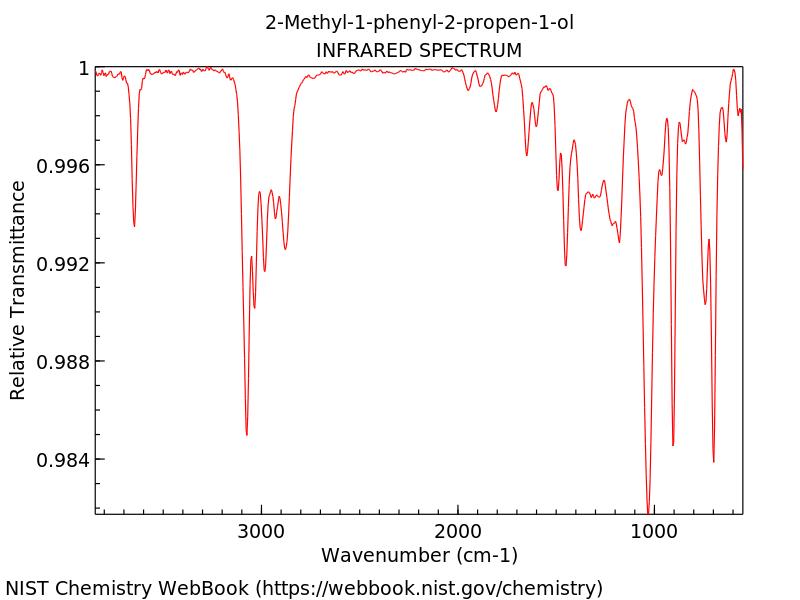 2-Methyl-1-phenyl-2-propen-1-ol
INFRARED SPECTRUM
1
0.996
0.992
0.988
0.984
Relative Transmittance
3000 2000 1000
Wavenumber (cm-1)
NIST Chemistry WebBook (https://webbook.nist.gov/chemistry)